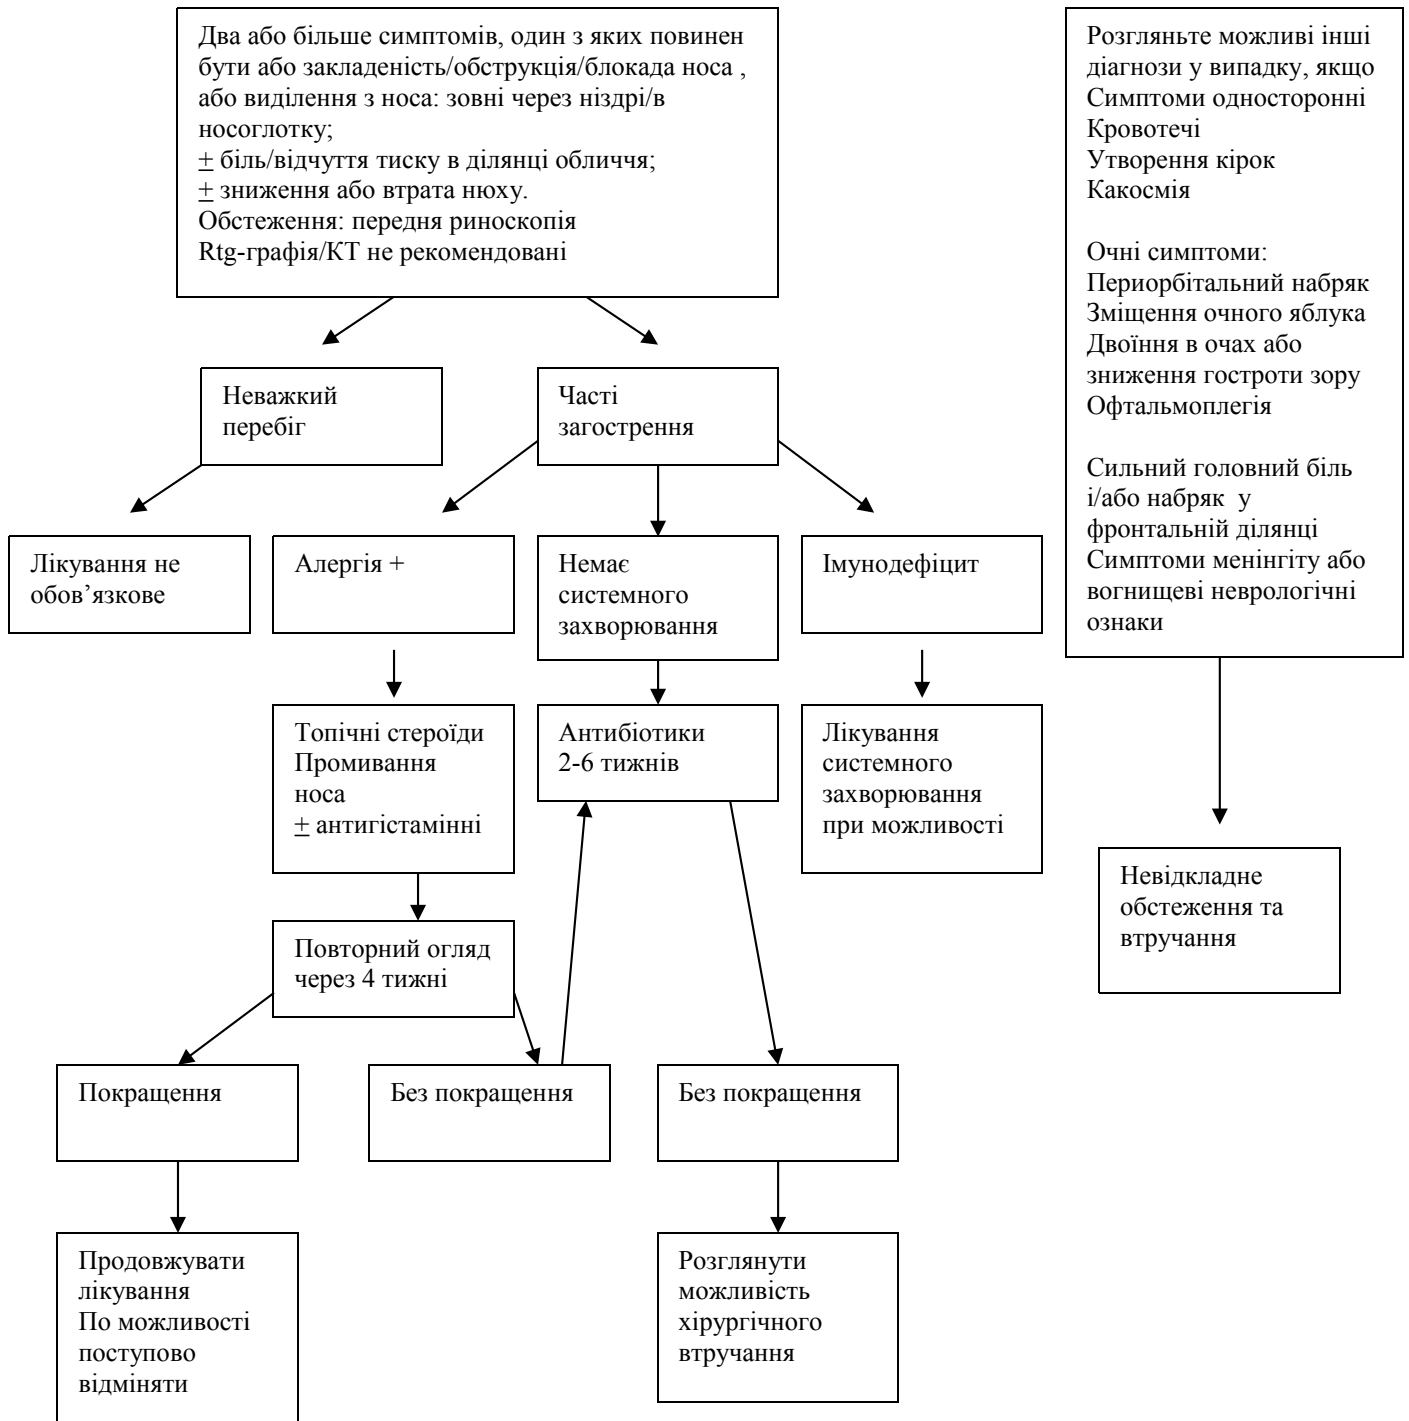 Два або більше симптомів, один з яких повинен
бути або закладеність/обструкція/блокада носа ,
або виділення з носа: зовні через ніздрі/в
носоглотку;
± біль/відчуття тиску в ділянці обличчя;
± зниження або втрата нюху.
Обстеження: передня риноскопія
Rtg-графія/КТ не рекомендовані
Розгляньте можливі інші
діагнози у випадку, якщо
Симптоми односторонні
Кровотечі
Утворення кірок
Какосмія
Очні симптоми:
Периорбітальний набряк
Зміщення очного яблука
Двоїння в очах або
зниження гостроти зору
Офтальмоплегія
Сильний головний біль
і/або набряк у
фронтальній ділянці
Симптоми менінгіту або
вогнищеві неврологічні
ознаки
Неважкий
перебіг
Часті
загострення
Лікування не
обов’язкове
Алергія +
Немає
системного
захворювання
Імунодефіцит
Топічні стероїди
Промивання
носа
± антигістамінні
Антибіотики
2-6 тижнів
Лікування
системного
захворювання
при можливості
Невідкладне
обстеження та
втручання
Повторний огляд
через 4 тижні
Покращення
Без покращення
Без покращення
Продовжувати
лікування
По можливості
поступово
відміняти
Розглянути
можливість
хірургічного
втручання